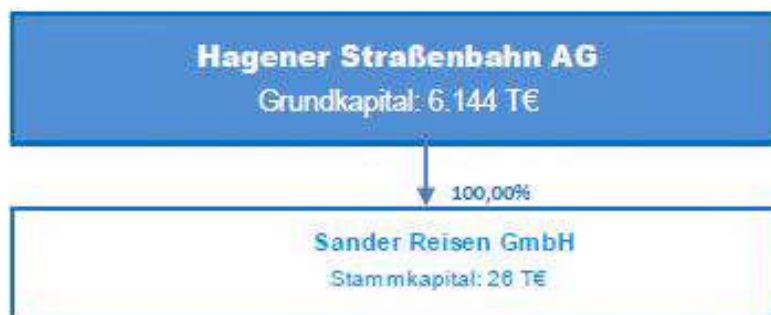 Hagener Straßenbahn AG
Grundkapital: 6.144 T€
100,00%
Sander Reisen GmbH
Stammkapital: 26 T€